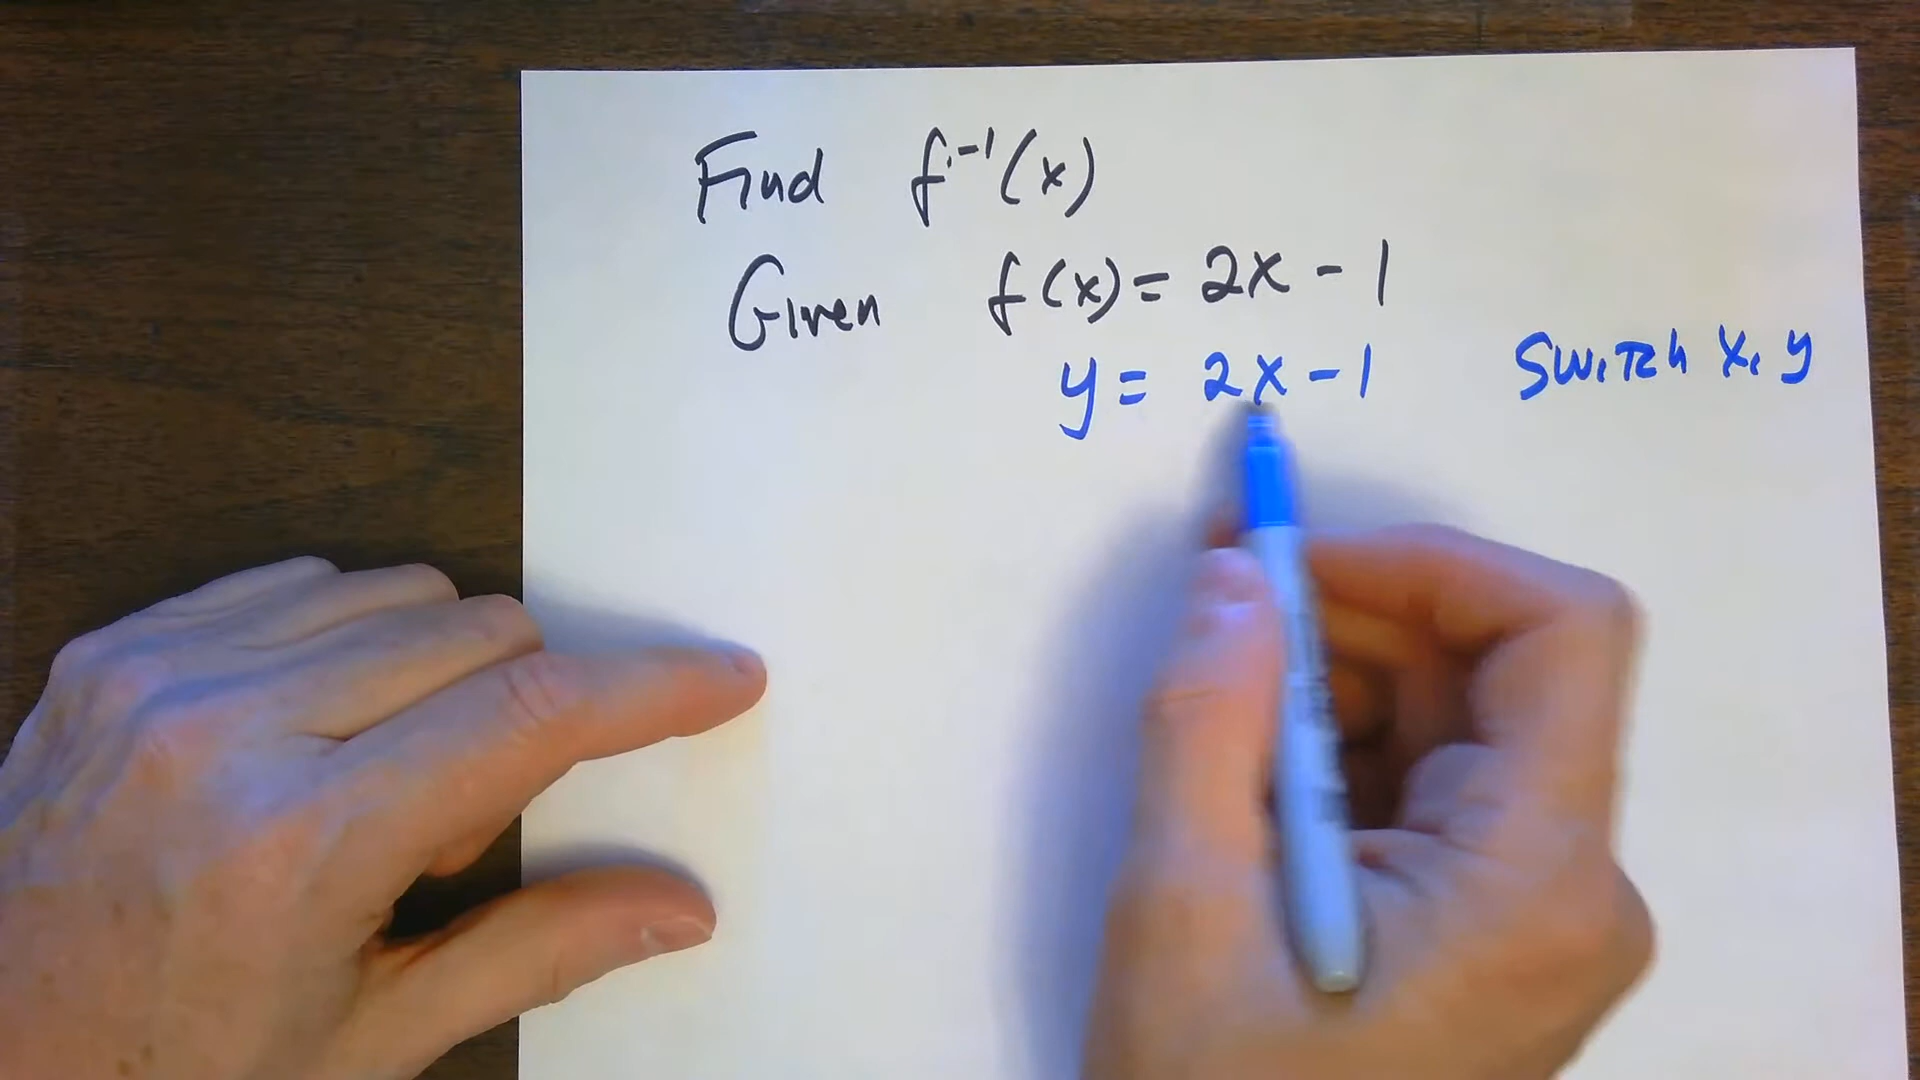 Find f⁻¹(x)
Given f(x) = 2x - 1
y = 2x - 1
Switch x, y